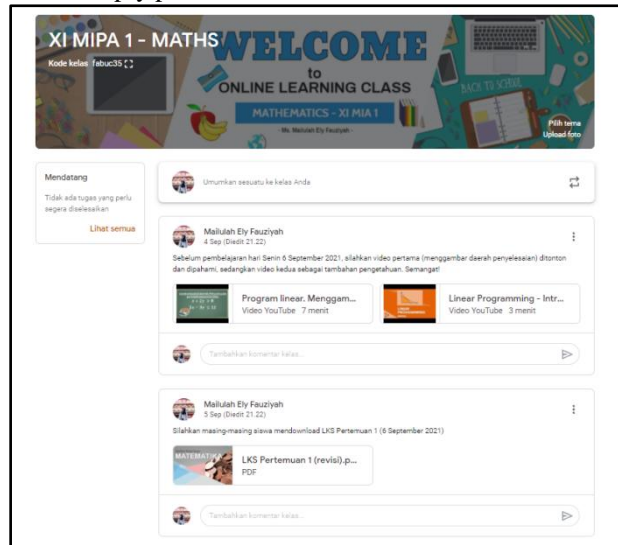 XI MIPA 1 - MATHS
Kode kelas fabuc35
WELCOME
to
ONLINE LEARNING CLASS
MATHEMATICS - XI MIA 1
- Ms. Mailulah Ely Fauziyah -
BACK TO SCHOOL
Pilih tema
Upload foto
Mendatang
Tidak ada tugas yang perlu
segera diselesaikan
Lihat semua
Umumkan sesuatu ke kelas Anda
Mailulah Ely Fauziyah
4 Sep (Diedit 21.22)
Sebelum pembelajaran hari Senin 6 September 2021, silahkan video pertama (menggambar daerah penyelesaian) ditonton
dan dipahami, sedangkan video kedua sebagai tambahan pengetahuan. Semangat!
Program linear. Menggam...
Video YouTube 7 menit
Linear Programming - Intr...
Video YouTube 3 menit
Tambahkan komentar kelas...
Mailulah Ely Fauziyah
5 Sep (Diedit 21.22)
Silahkan masing-masing siswa mendownload LKS Pertemuan 1 (6 September 2021)
MATEMATIKA
LKS Pertemuan 1 (revisi).p...
PDF
Tambahkan komentar kelas...